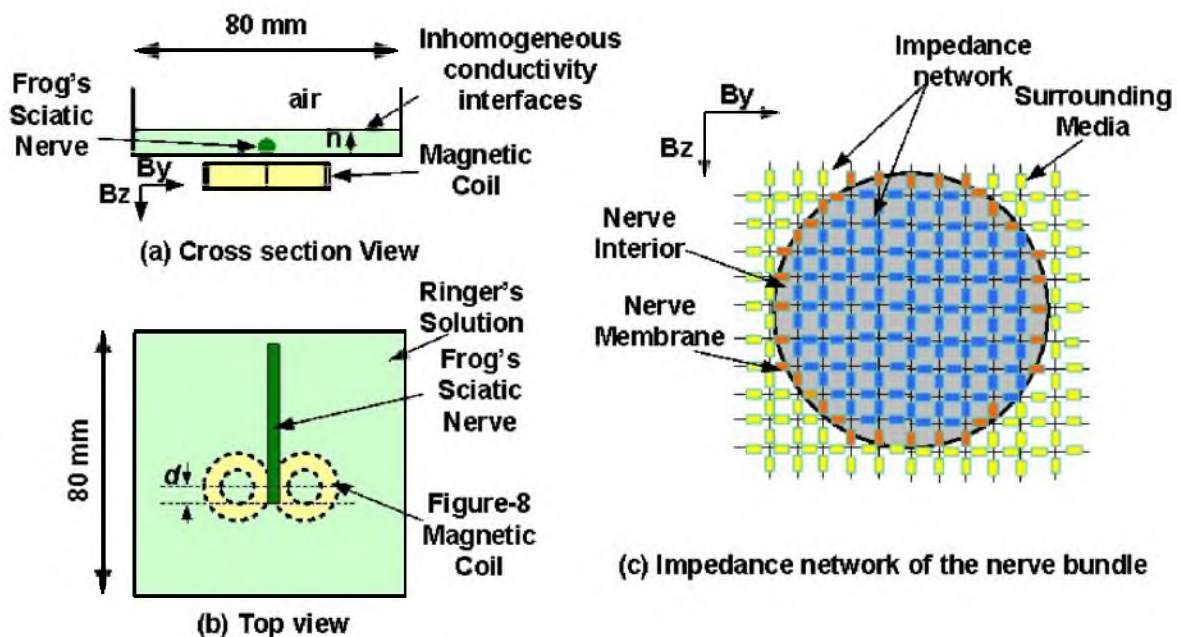 80 mm
Inhomogeneous
conductivity
interfaces
Frog's
Sciatic
Nerve
air
h
Magnetic
Coil
By
Bz
(a) Cross section View
Ringer's
Solution
Frog's
Sciatic
Nerve
80 mm
d
Figure-8
Magnetic
Coil
(b) Top view
Impedance
network
Surrounding
Media
By
Bz
Nerve
Interior
Nerve
Membrane
(c) Impedance network of the nerve bundle